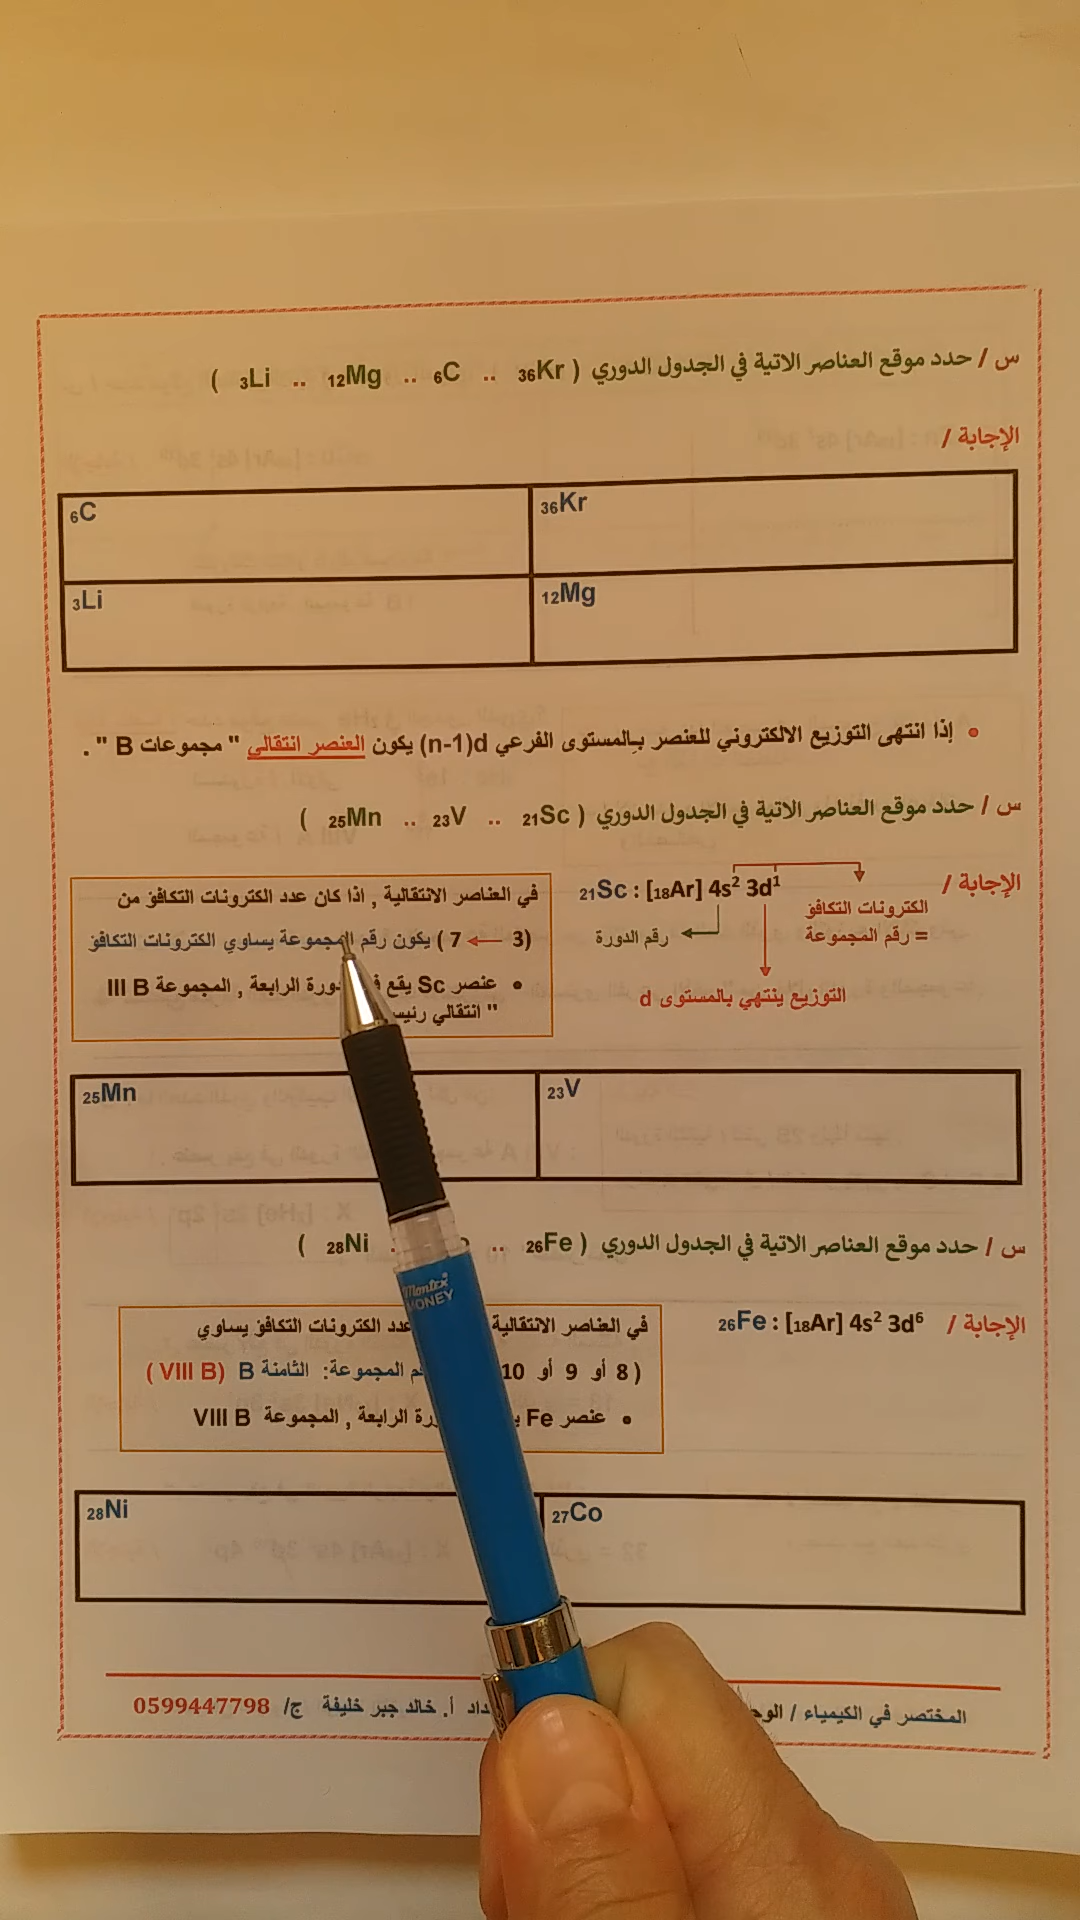 س / حدد موقع العناصر الاتية في الجدول الدوري ( ₃₆Kr .. ₆C .. ₁₂Mg .. ₃Li )
الإجابة /
₆C ₃₆Kr
₃Li ₁₂Mg
• إذا انتهى التوزيع الالكتروني للعنصر بالمستوى الفرعي (n-1)d يكون العنصر انتقالي " مجموعات B " .
س / حدد موقع العناصر الاتية في الجدول الدوري ( ₂₁Sc .. ₂₃V .. ₂₅Mn )
الإجابة /
₂₁Sc : [₁₈Ar] 4s² 3d¹
الكترونات التكافؤ
= رقم المجموعة
رقم الدورة
التوزيع ينتهي بالمستوى d
في العناصر الانتقالية , اذا كان عدد الكترونات التكافؤ من
(3 ← 7 ) يكون رقم المجموعة يساوي الكترونات التكافؤ
• عنصر Sc يقع الدورة الرابعة , المجموعة III B
" انتقالي
₂₅Mn ₂₃V
س / حدد موقع العناصر الاتية في الجدول الدوري ( ₂₆Fe .. ₂₈Ni )
الإجابة / ₂₆Fe : [₁₈Ar] 4s² 3d⁶
في العناصر الانتقالية عدد الكترونات التكافؤ يساوي
( 8 أو 9 أو 10 المجموعة: الثامنة B ( VIII B )
• عنصر Fe الرابعة , المجموعة VIII B
₂₈Ni ₂₇Co
Montex
MONEY
المختصر في الكيمياء / أ. خالد جبر خليفة ج/ 0599447798